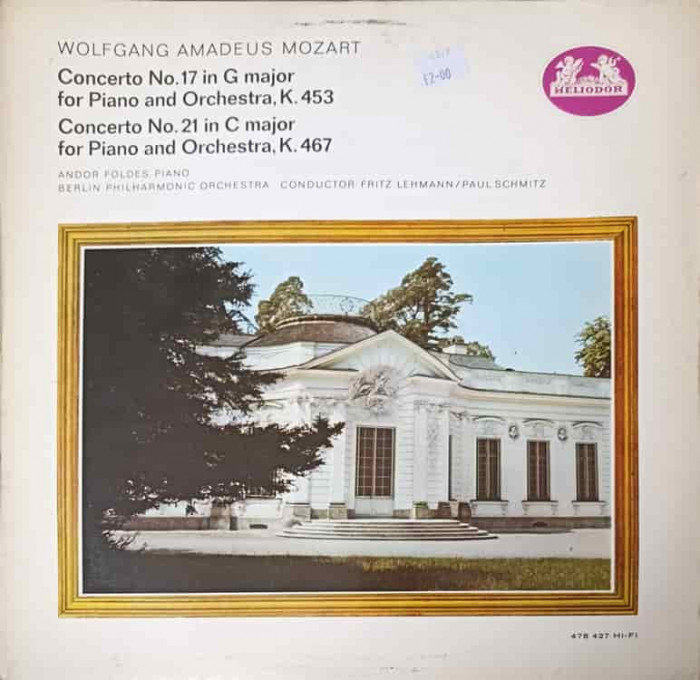 WOLFGANG AMADEUS MOZART
Concerto No.17 in G major
for Piano and Orchestra, K. 453
Concerto No. 21 in C major
for Piano and Orchestra, K. 467
ANDOR FOLDES, PIANO
BERLIN PHILHARMONIC ORCHESTRA CONDUCTOR: FRITZ LEHMANN/PAUL SCHMITZ
£2-00
HELIODOR
478 427 HI-FI